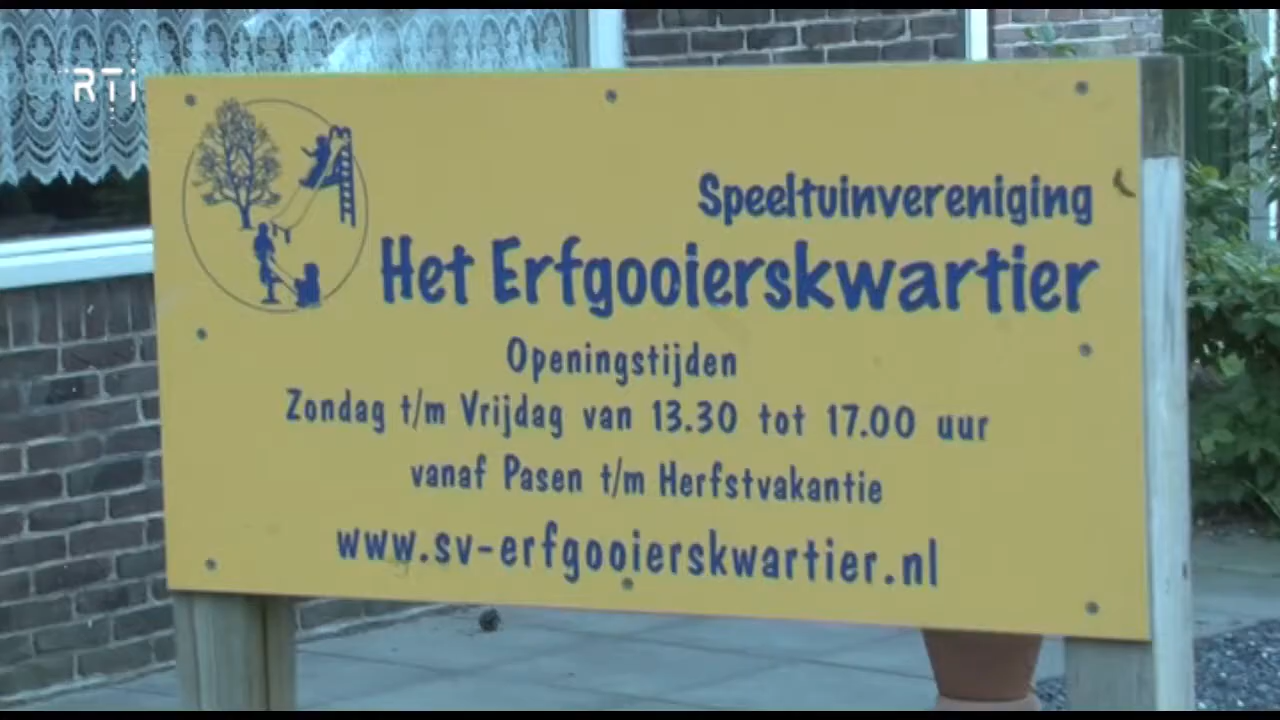 RTi
Speeltuinvereniging
Het Erfgooierskwartier
Openingstijden
Zondag t/m Vrijdag van 13.30 tot 17.00 uur
vanaf Pasen t/m Herfstvakantie
www.sv-erfgooierskwartier.nl